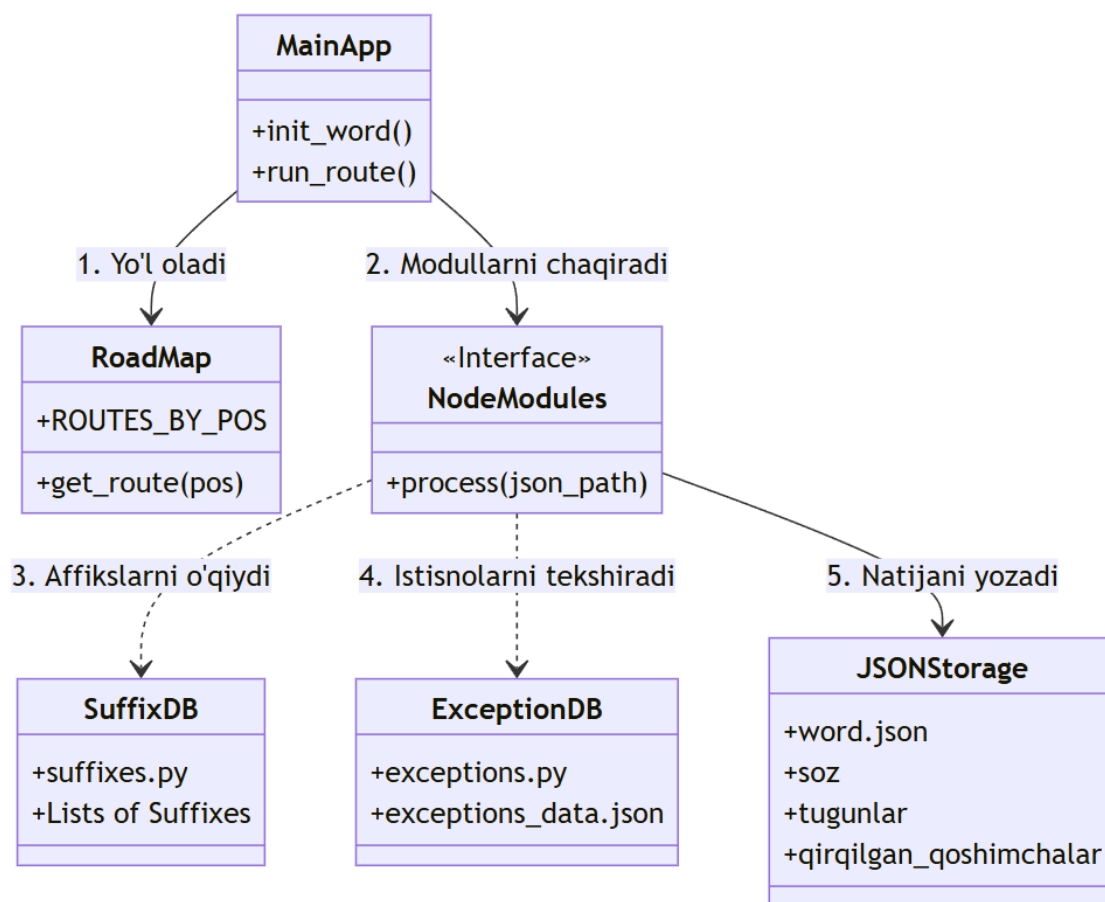 MainApp
+init_word()
+run_route()
1. Yo'l oladi
2. Modullarni chaqiradi
RoadMap
+ROUTES_BY_POS
+get_route(pos)
«Interface»
NodeModules
+process(json_path)
3. Affikslarni o'qiydi
4. Istisnolarni tekshiradi
5. Natijani yozadi
SuffixDB
+suffixes.py
+Lists of Suffixes
ExceptionDB
+exceptions.py
+exceptions_data.json
JSONStorage
+word.json
+soz
+tugunlar
+qirqilgan_qoshimchalar